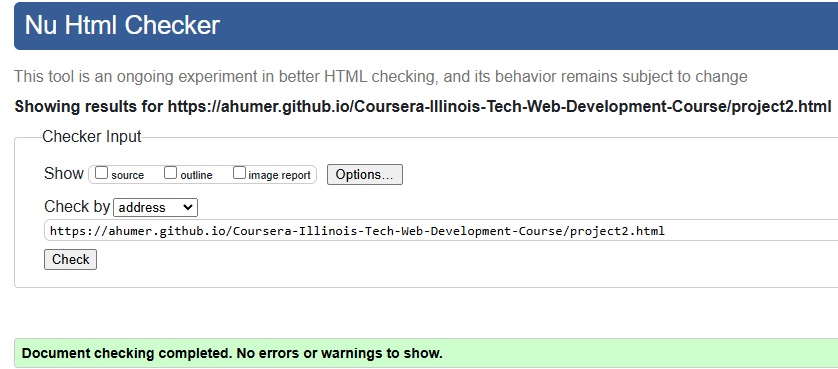 Nu Html Checker
This tool is an ongoing experiment in better HTML checking, and its behavior remains subject to change
Showing results for https://ahumer.github.io/Coursera-Illinois-Tech-Web-Development-Course/project2.html
Checker Input
Show source outline image report Options...
Check by address
https://ahumer.github.io/Coursera-Illinois-Tech-Web-Development-Course/project2.html
Check
Document checking completed. No errors or warnings to show.